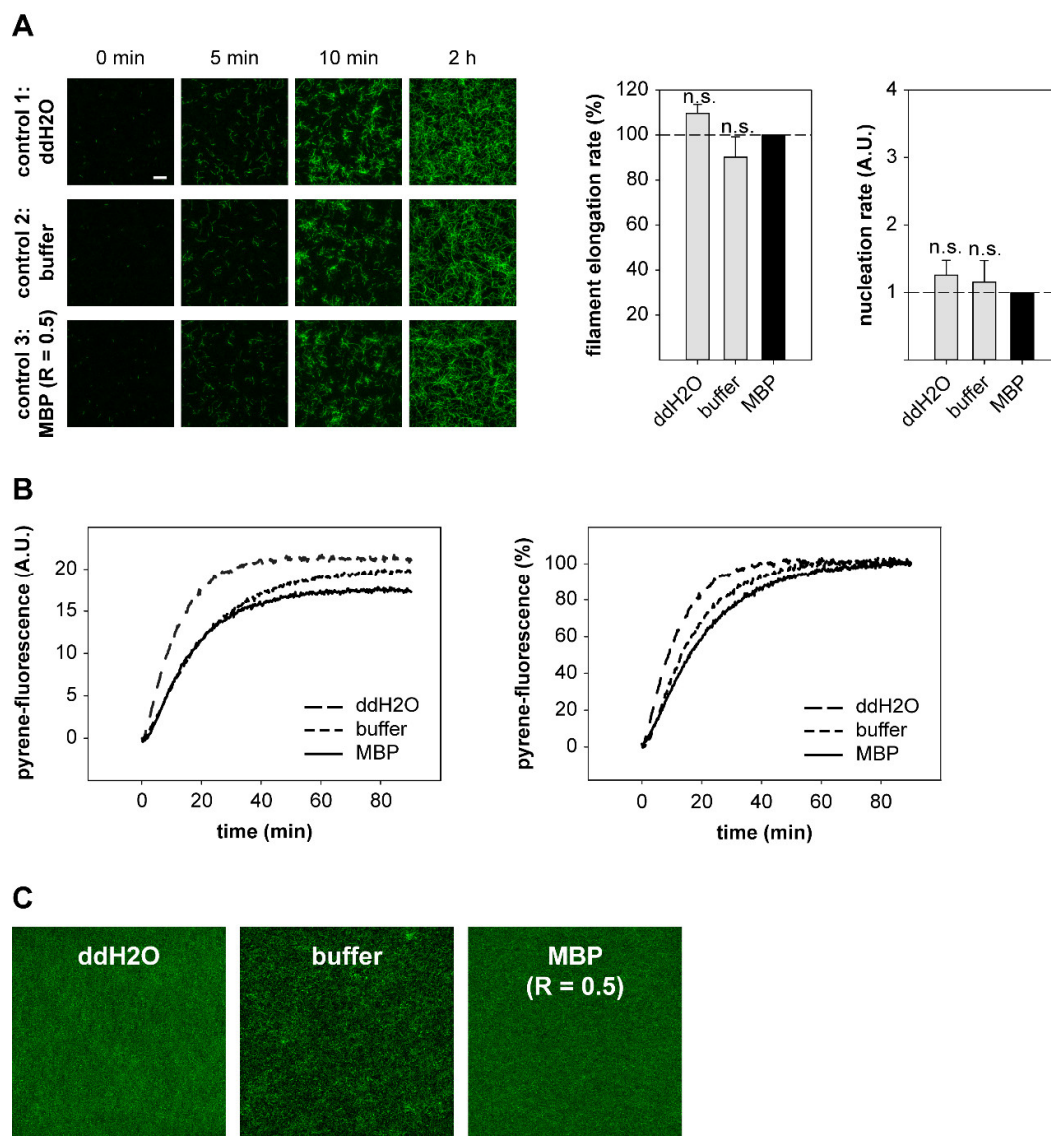 A
0 min 5 min 10 min 2 h
control 1:
ddH2O
control 2:
buffer
control 3:
MBP (R = 0.5)
filament elongation rate (%)
120
100
80
60
40
20
n.s.
n.s.
ddH2O
buffer
MBP
nucleation rate (A.U.)
4
3
2
1
n.s. n.s.
ddH2O
buffer
MBP
B
pyrene-fluorescence (A.U.)
20
15
10
5
0
ddH2O
buffer
MBP
0 20 40 60 80
time (min)
pyrene-fluorescence (%)
100
80
60
40
20
0
ddH2O
buffer
MBP
0 20 40 60 80
time (min)
C
ddH2O
buffer
MBP
(R = 0.5)